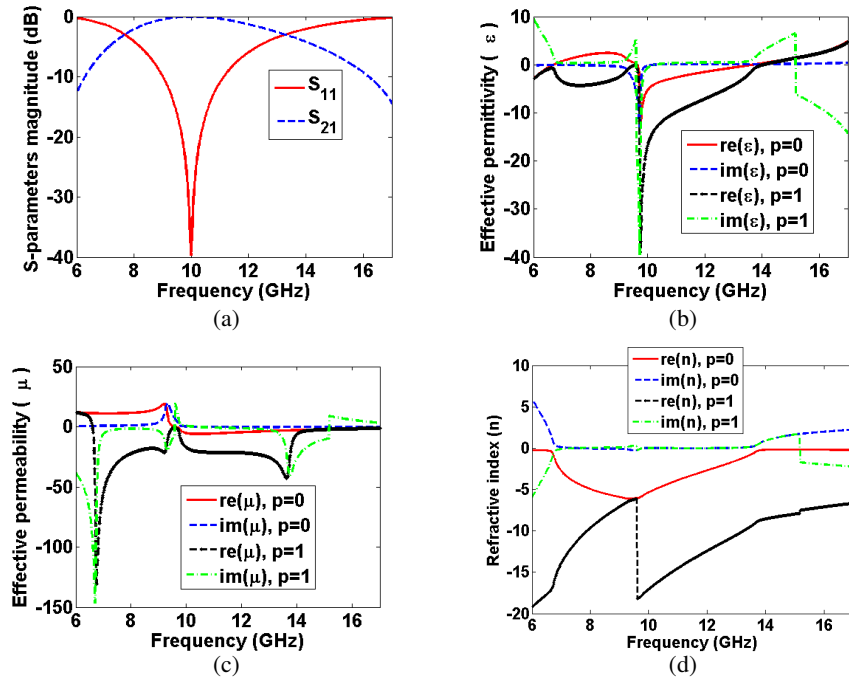 0
-10
-20
-30
-40
6
8
10
12
14
16
S-parameters magnitude (dB)
Frequency (GHz)
S11
S21
(a)
10
0
-10
-20
-30
-40
6
8
10
12
14
16
Effective permittivity ( ε )
Frequency (GHz)
re(ε), p=0
im(ε), p=0
re(ε), p=1
im(ε), p=1
(b)
50
0
-50
-100
-150
6
8
10
12
14
16
Effective permeability ( μ )
Frequency (GHz)
re(μ), p=0
im(μ), p=0
re(μ), p=1
im(μ), p=1
(c)
10
5
0
-5
-10
-15
-20
6
8
10
12
14
16
Refractive index (n)
Frequency (GHz)
re(n), p=0
im(n), p=0
re(n), p=1
im(n), p=1
(d)